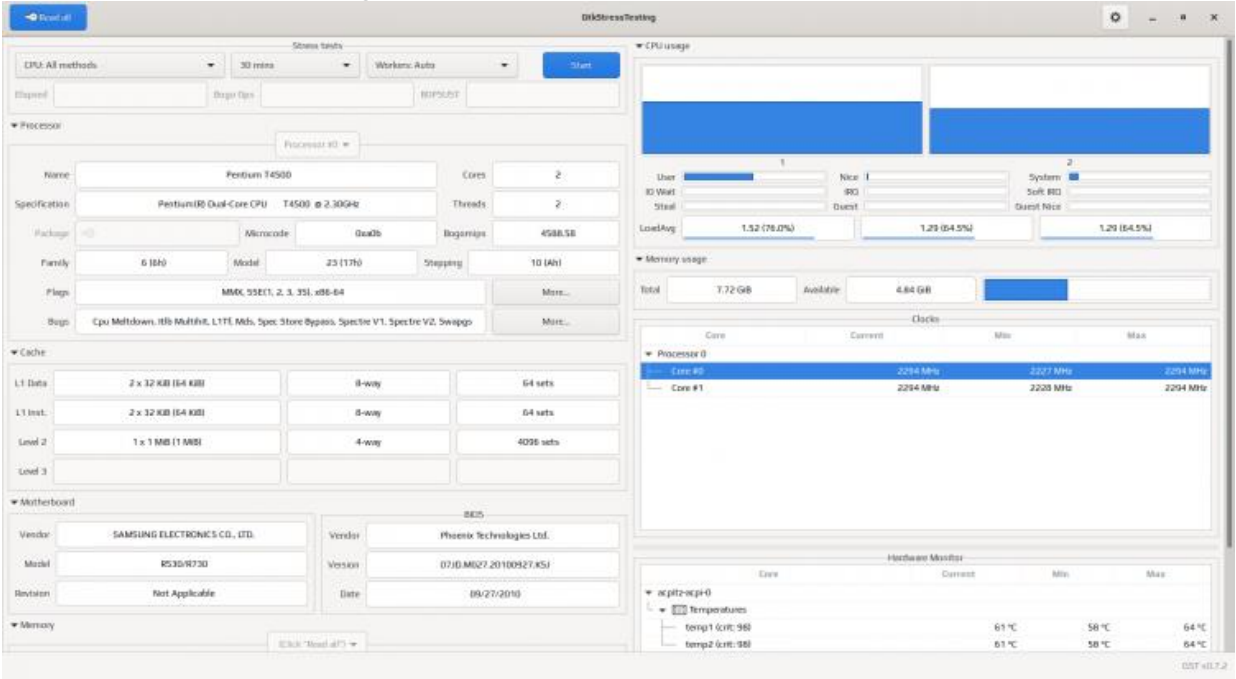 Read all
GtkStressTesting
Stress tests
CPU: All methods 30 mins Workers: Auto Start
Elapsed Bogo Ops BOPSUST
Processor
Processor #0
Name Pentium T4500 Cores 2
Specification Pentium(R) Dual-Core CPU T4500 @ 2.30GHz Threads 2
Package Microcode 0xa0b Bogomips 4588.58
Family 6 (6h) Model 23 (17h) Stepping 10 (Ah)
Flags MMX, SSE(1, 2, 3, 3S), x86-64 More...
Bugs Cpu Meltdown, Itlb Multihit, L1Tf, Mds, Spec Store Bypass, Spectre V1, Spectre V2, Swapgs More...
Cache
L1 Data 2 x 32 KiB (64 KiB) 8-way 64 sets
L1 Inst. 2 x 32 KiB (64 KiB) 8-way 64 sets
Level 2 1 x 1 MiB (1 MiB) 4-way 4096 sets
Level 3
Motherboard
Vendor SAMSUNG ELECTRONICS CO., LTD.
Model R530/R730
Revision Not Applicable
BIOS
Vendor Phoenix Technologies Ltd.
Version 07JD.M027.20100927.KSJ
Date 09/27/2010
Memory
(Click "Read all")
CPU usage
1 2
User Nice System
IO Wait IRQ Soft IRQ
Steal Guest Guest Nice
LoadAvg 1.52 (76.0%) 1.29 (64.5%) 1.29 (64.5%)
Memory usage
Total 7.72 GiB Available 4.84 GiB
Clocks
Core Current Min Max
Processor 0
Core #0 2294 MHz 2227 MHz 2294 MHz
Core #1 2294 MHz 2228 MHz 2294 MHz
Hardware Monitor
Core Current Min Max
acpitz-acpi-0
Temperatures
temp1 (crit: 96) 61 °C 58 °C 64 °C
temp2 (crit: 98) 61 °C 58 °C 64 °C
GST v0.7.2